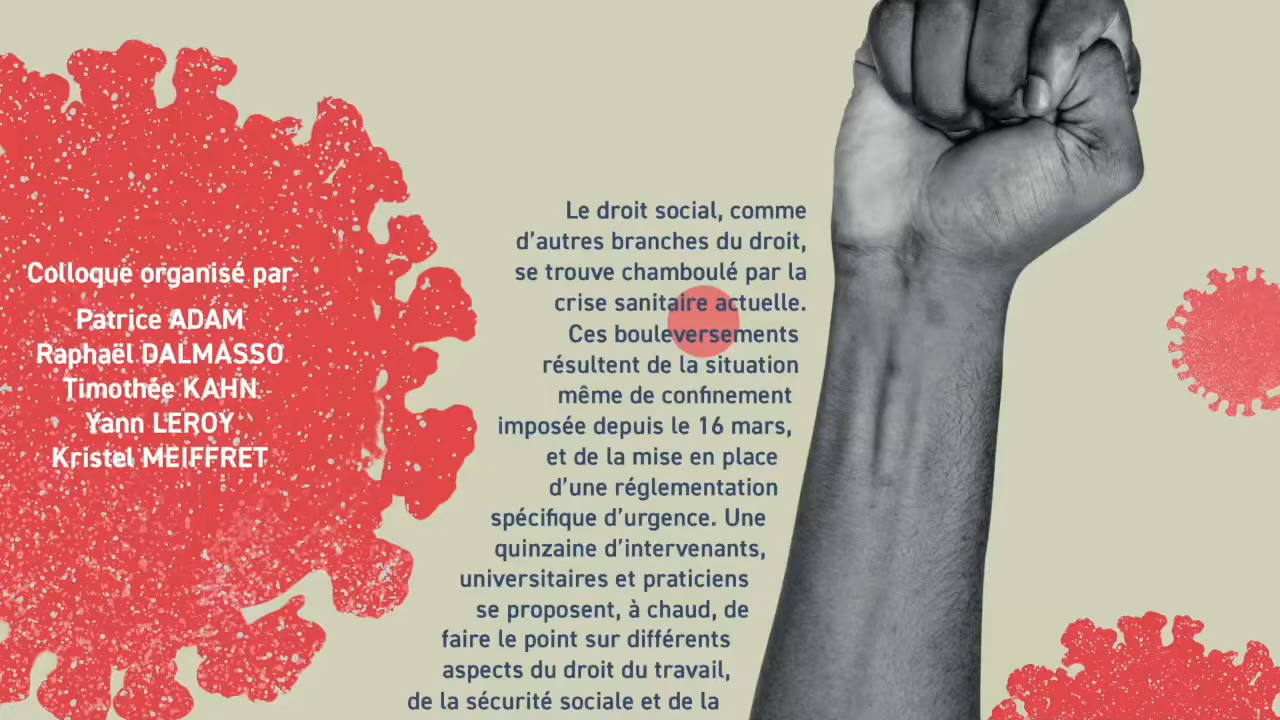 Colloque organisé par
Patrice ADAM
Raphaël DALMASSO
Timothée KAHN
Yann LEROY
Kristel MEIFFRET
Le droit social, comme
d'autres branches du droit,
se trouve chamboulé par la
crise sanitaire actuelle.
Ces bouleversements
résultent de la situation
même de confinement
imposée depuis le 16 mars,
et de la mise en place
d'une réglementation
spécifique d'urgence. Une
quinzaine d'intervenants,
universitaires et praticiens
se proposent, à chaud, de
faire le point sur différents
aspects du droit du travail,
de la sécurité sociale et de la